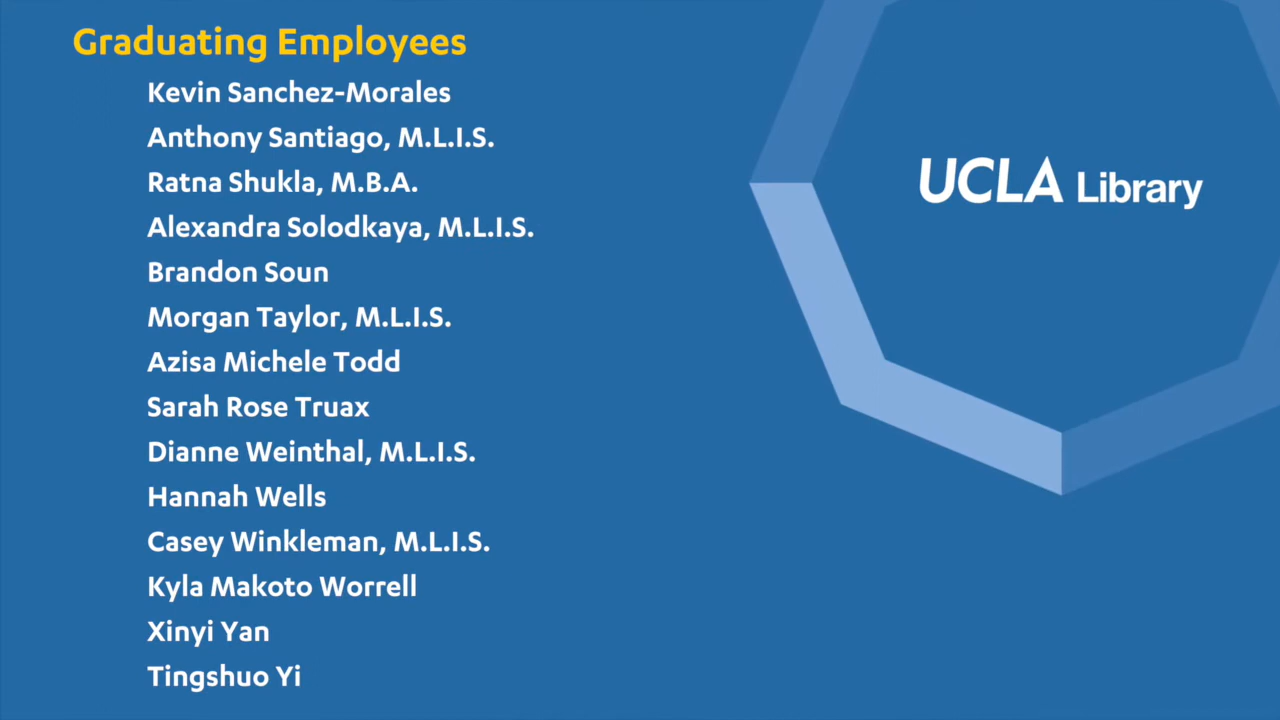 Graduating Employees
Kevin Sanchez-Morales
Anthony Santiago, M.L.I.S.
Ratna Shukla, M.B.A.
Alexandra Solodkaya, M.L.I.S.
Brandon Soun
Morgan Taylor, M.L.I.S.
Azisa Michele Todd
Sarah Rose Truax
Dianne Weinthal, M.L.I.S.
Hannah Wells
Casey Winkleman, M.L.I.S.
Kyla Makoto Worrell
Xinyi Yan
Tingshuo Yi
UCLA Library